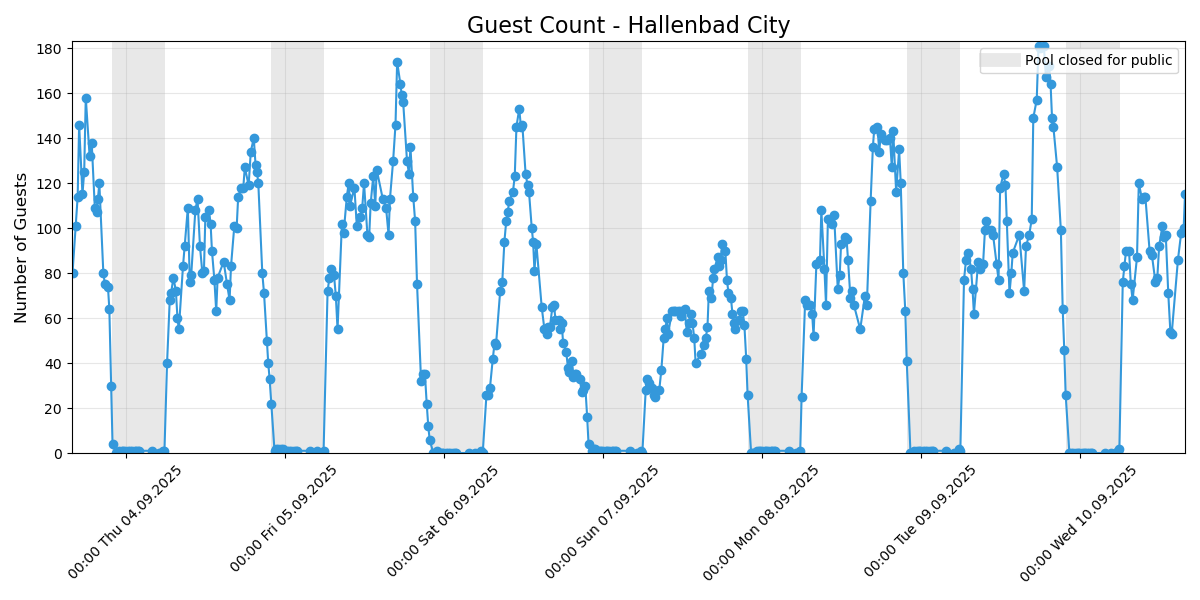 Guest Count - Hallenbad City
Number of Guests
180
160
140
120
100
80
60
40
20
0
Pool closed for public
00:00 Thu 04.09.2025
00:00 Fri 05.09.2025
00:00 Sat 06.09.2025
00:00 Sun 07.09.2025
00:00 Mon 08.09.2025
00:00 Tue 09.09.2025
00:00 Wed 10.09.2025